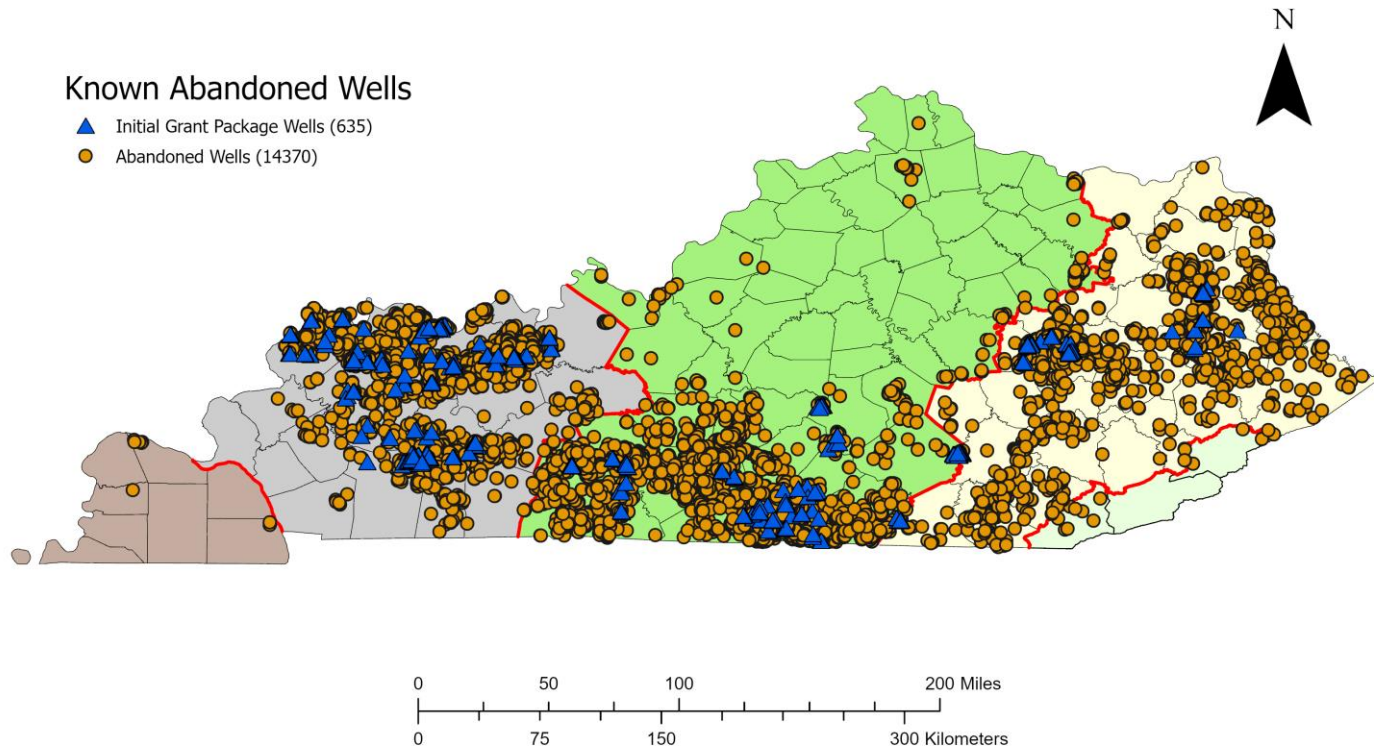 N
Known Abandoned Wells
Initial Grant Package Wells (635)
Abandoned Wells (14370)
0 50 100 200 Miles
0 75 150 300 Kilometers